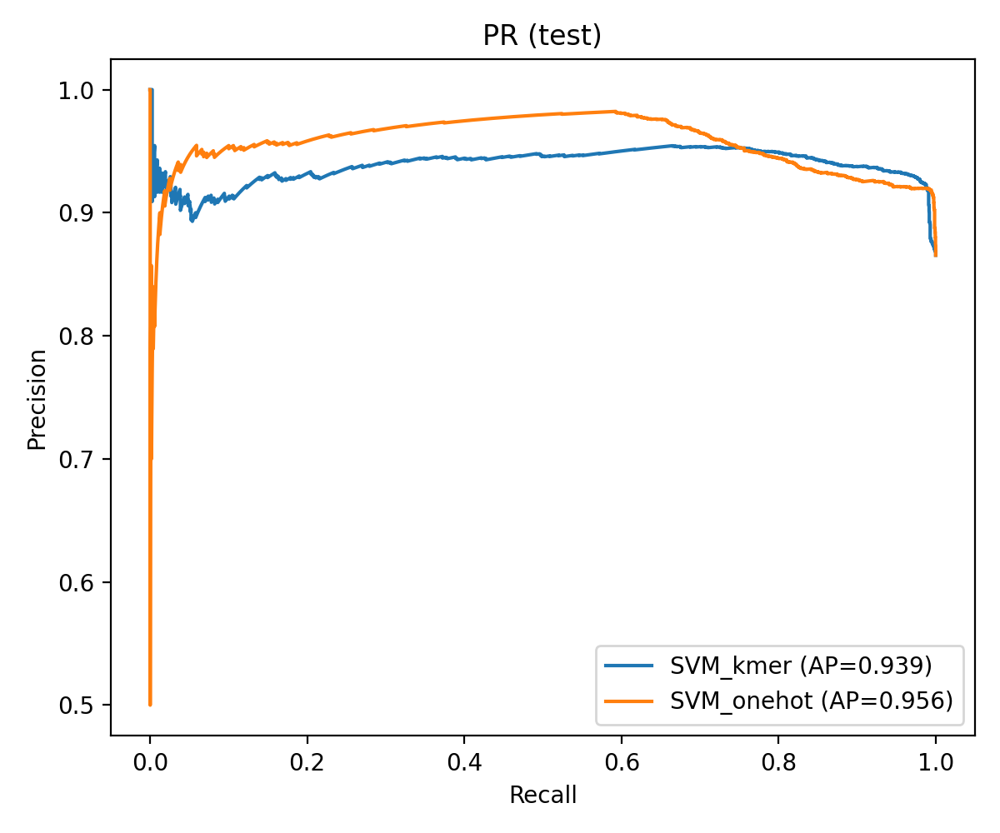 PR (test)
1.0
0.9
0.8
0.7
0.6
0.5
Precision
SVM_kmer (AP=0.939)
SVM_onehot (AP=0.956)
0.0 0.2 0.4 0.6 0.8 1.0
Recall